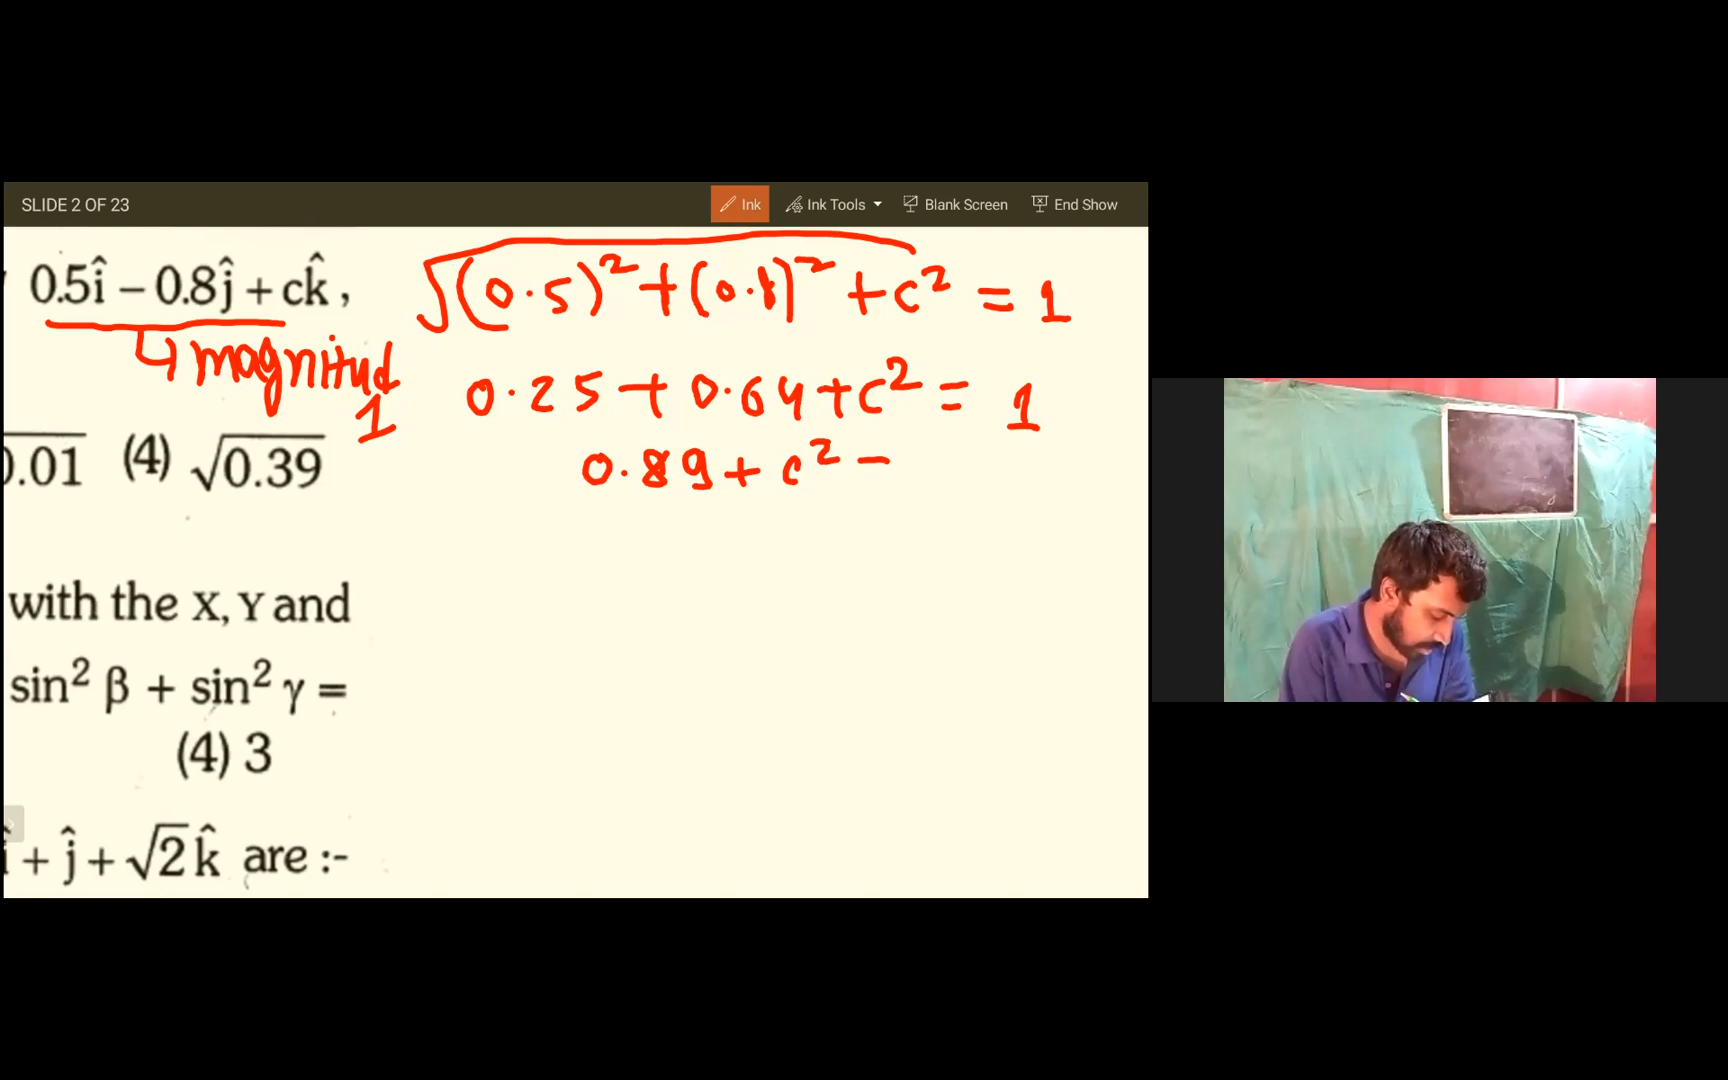 SLIDE 2 OF 23 Ink Ink Tools Blank Screen End Show
0.5î – 0.8ĵ + ck̂ ,
√(0.5)² + (0.8)² + c² = 1
magnitud
1
0.25 + 0.64 + c² = 1
0.89 + c² –
0.01 (4) √0.39
with the X, Y and
sin² β + sin² γ =
(4) 3
î + ĵ + √2k̂ are :-